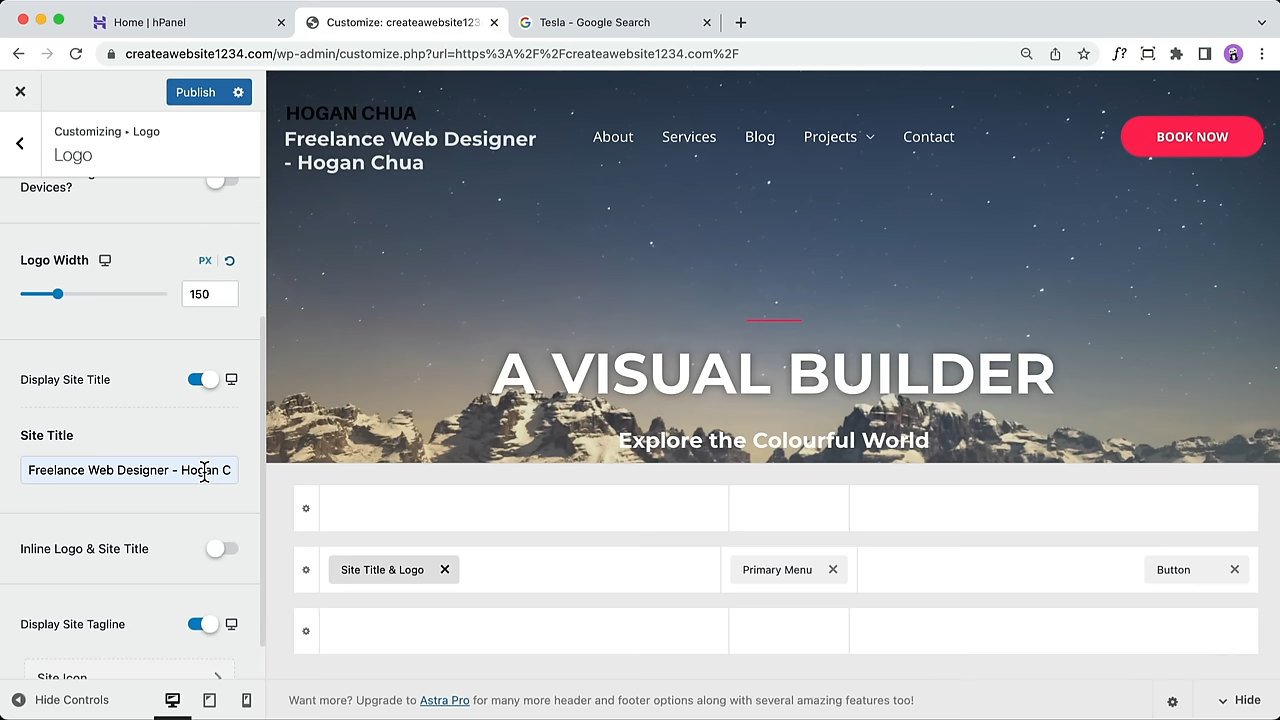 Home | hPanel
Customize: createawebsite123
Tesla - Google Search
createawebsite1234.com/wp-admin/customize.php?url=https%3A%2F%2Fcreateawebsite1234.com%2F
f?
Publish
Customizing ▸ Logo
Logo
Devices?
Logo Width
PX
150
Display Site Title
Site Title
Freelance Web Designer - Hogan C
Inline Logo & Site Title
Display Site Tagline
Site Icon
Hide Controls
HOGAN CHUA
Freelance Web Designer
- Hogan Chua
About
Services
Blog
Projects
Contact
BOOK NOW
A VISUAL BUILDER
Explore the Colourful World
Site Title & Logo
Primary Menu
Button
Want more? Upgrade to Astra Pro for many more header and footer options along with several amazing features too!
Hide